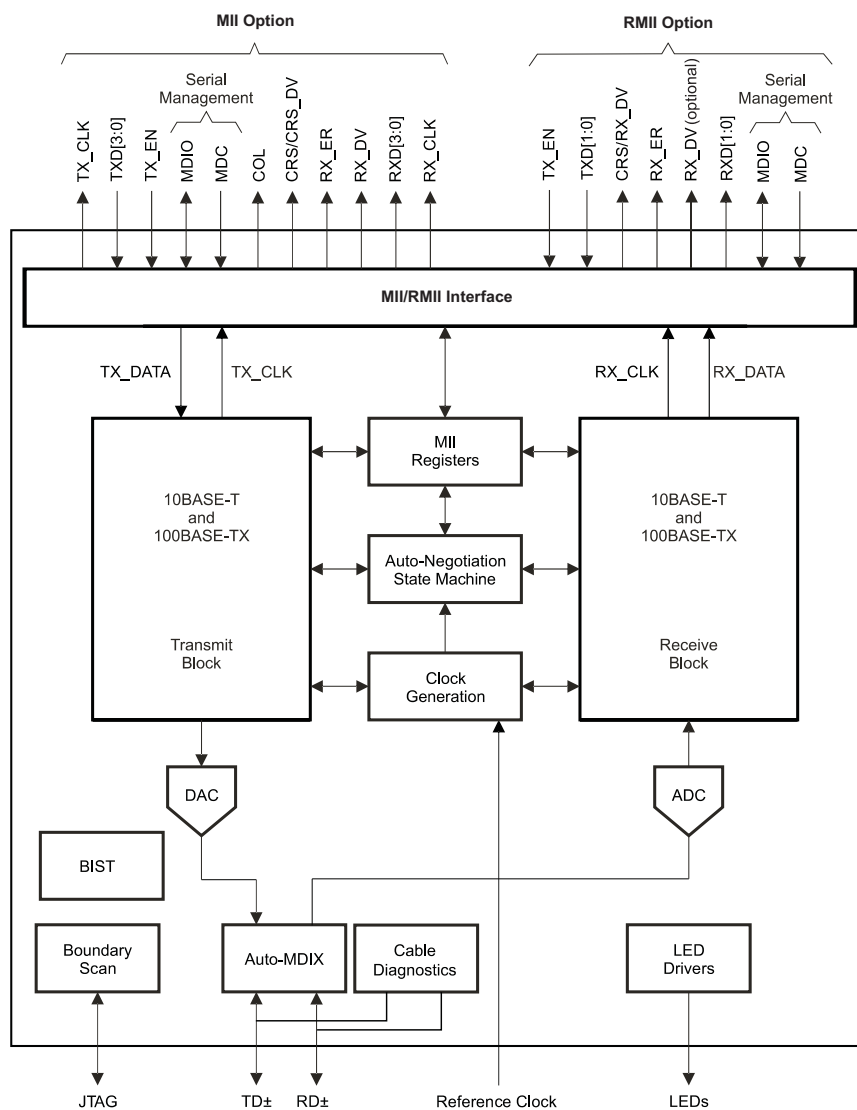 MII Option
RMII Option
Serial
Management
Serial
Management
TX_CLK
TXD[3:0]
TX_EN
MDIO
MDC
COL
CRS/CRS_DV
RX_ER
RX_DV
RXD[3:0]
RX_CLK
TX_EN
TXD[1:0]
CRS/RX_DV
RX_ER
RX_DV (optional)
RXD[1:0]
MDIO
MDC
MII/RMII Interface
TX_DATA
TX_CLK
RX_CLK
RX_DATA
10BASE-T
and
100BASE-TX
Transmit
Block
MII
Registers
Auto-Negotiation
State Machine
Clock
Generation
10BASE-T
and
100BASE-TX
Receive
Block
DAC
ADC
BIST
Boundary
Scan
Auto-MDIX
Cable
Diagnostics
LED
Drivers
JTAG
TD±
RD±
Reference Clock
LEDs